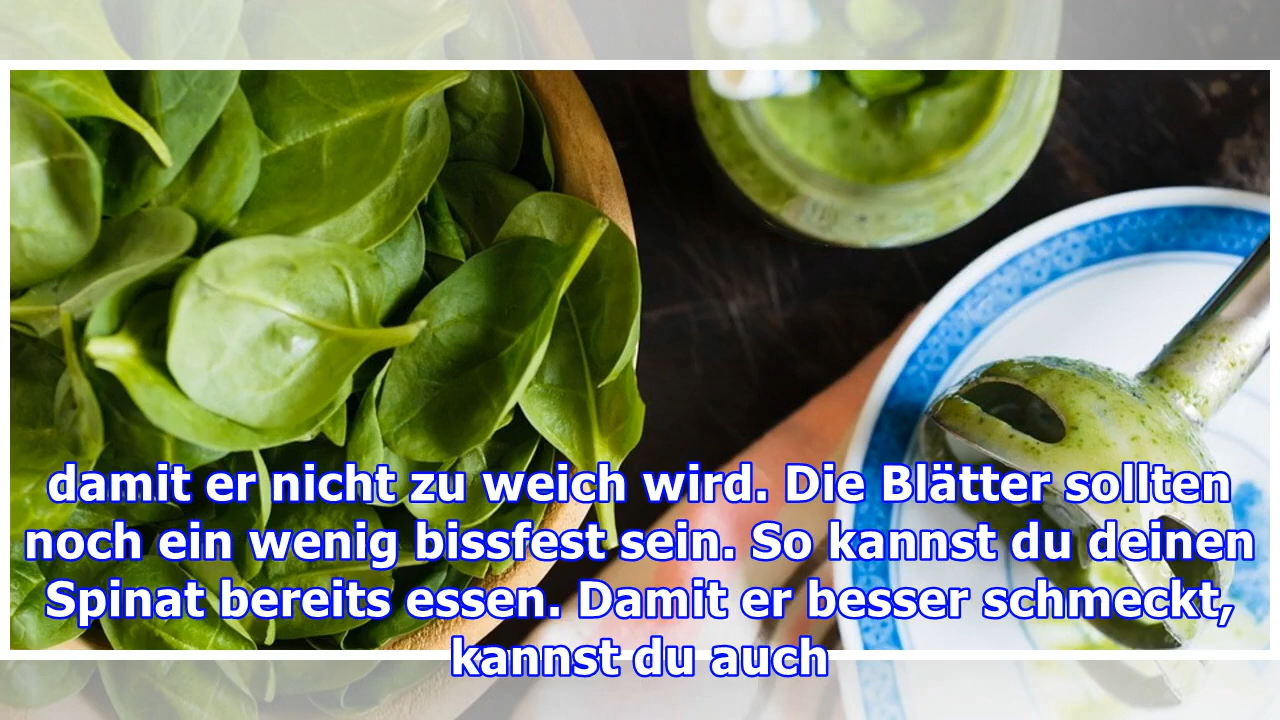 damit er nicht zu weich wird. Die Blätter sollten
noch ein wenig bissfest sein. So kannst du deinen
Spinat bereits essen. Damit er besser schmeckt,
kannst du auch